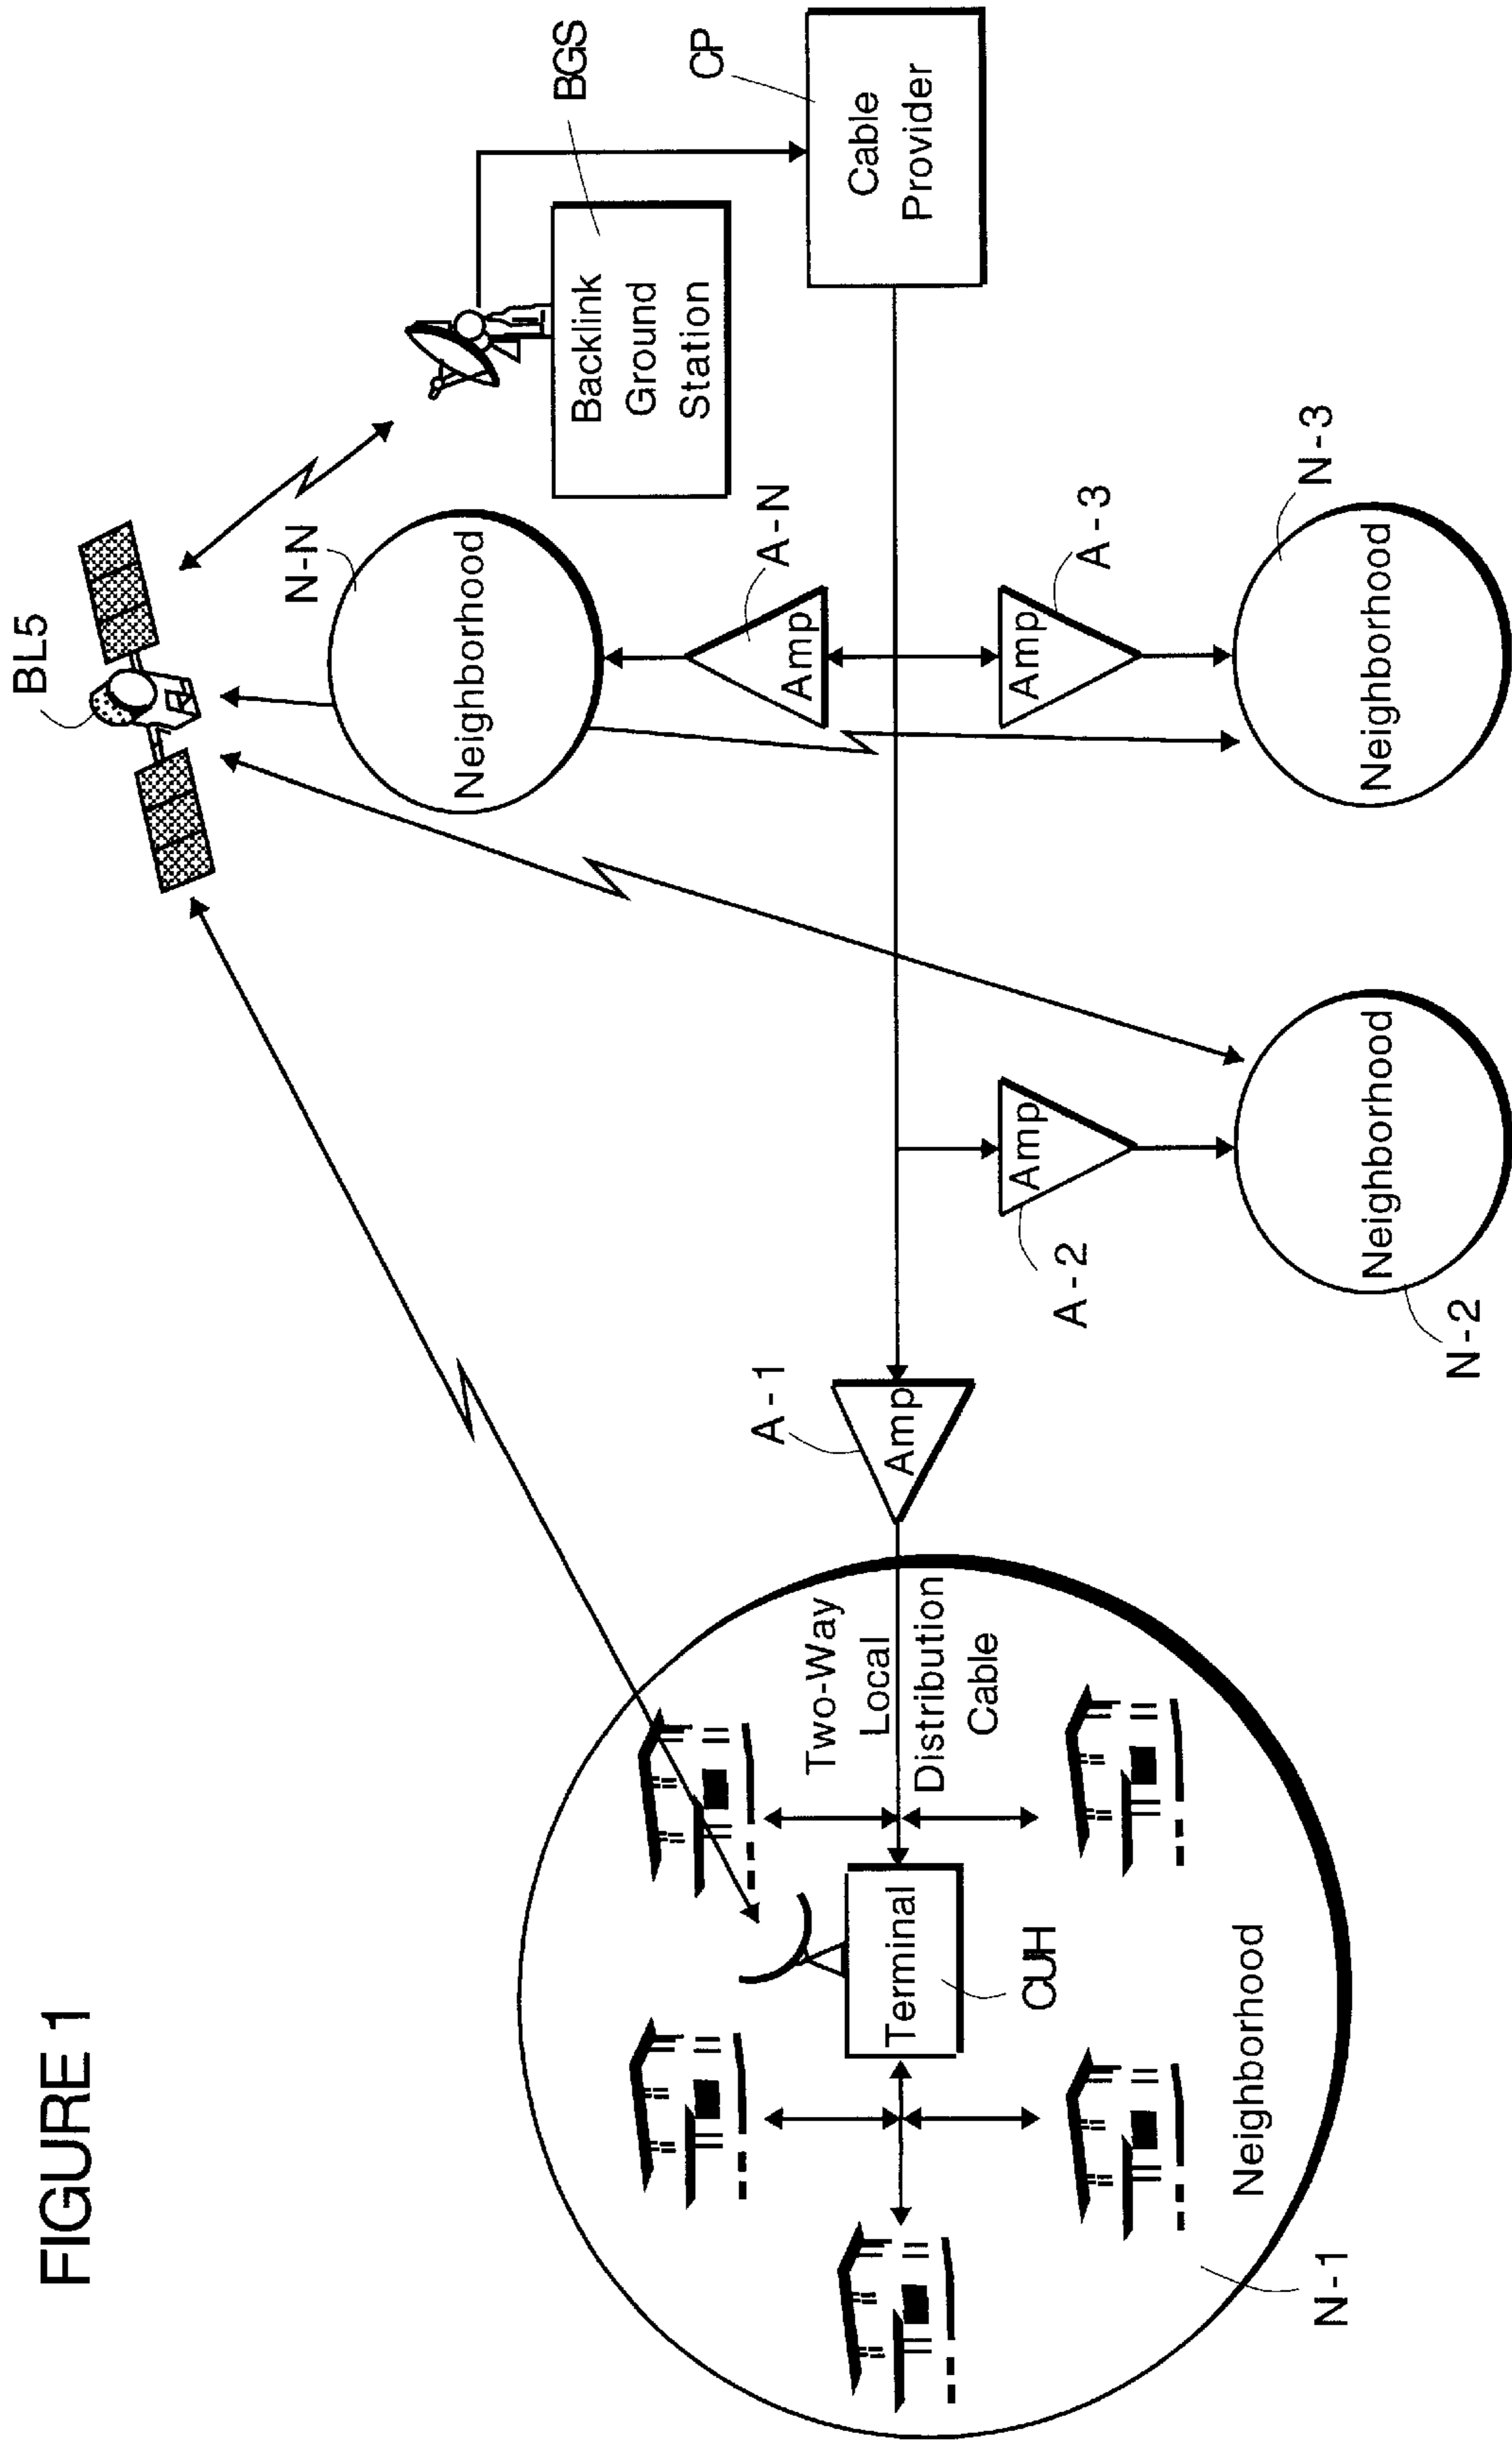 FIGURE 1
BL5
BGS
CP
N-N
Neighborhood
Backlink
Ground
Station
Cable
Provider
A-N
Amp
A-1
Amp
Amp
A-2
Amp
A-3
Two-Way
Local
Distribution
Cable
Terminal
CUH
Neighborhood
N-1
Neighborhood
N-2
Neighborhood
N-3